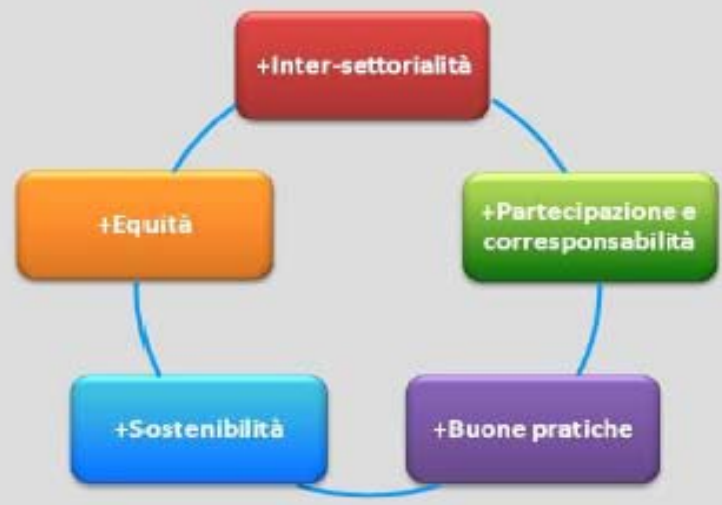 +Inter-settorialità
+Partecipazione e
corresponsabilità
+Buone pratiche
+Sostenibilità
+Equità